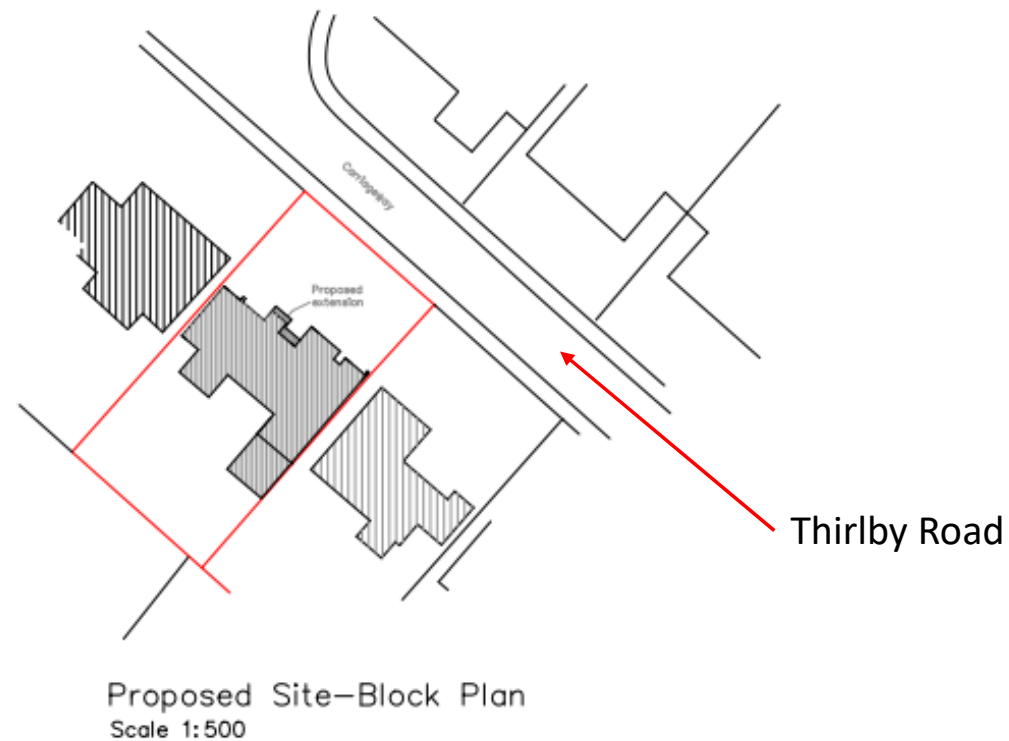 Carriageway
Proposed
extension
Thirlby Road
Proposed Site-Block Plan
Scale 1:500